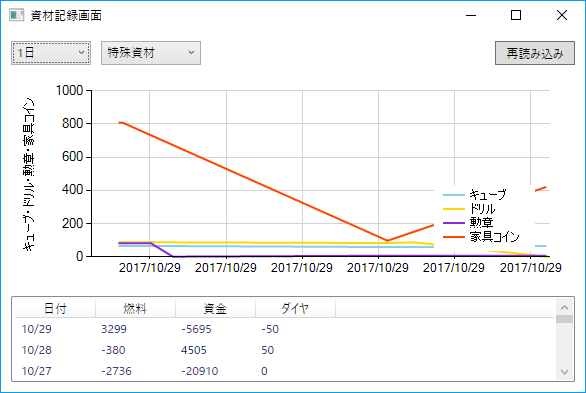 資材記録画面
1日 特殊資材 再読み込み
キューブ・ドリル・勲章・家具コイン
1000
800
600
400
200
0
キューブ
ドリル
勲章
家具コイン
2017/10/29 2017/10/29 2017/10/29 2017/10/29 2017/10/29 2017/10/29
日付 燃料 資金 ダイヤ
10/29 3299 -5695 -50
10/28 -380 4505 50
10/27 -2736 -20910 0